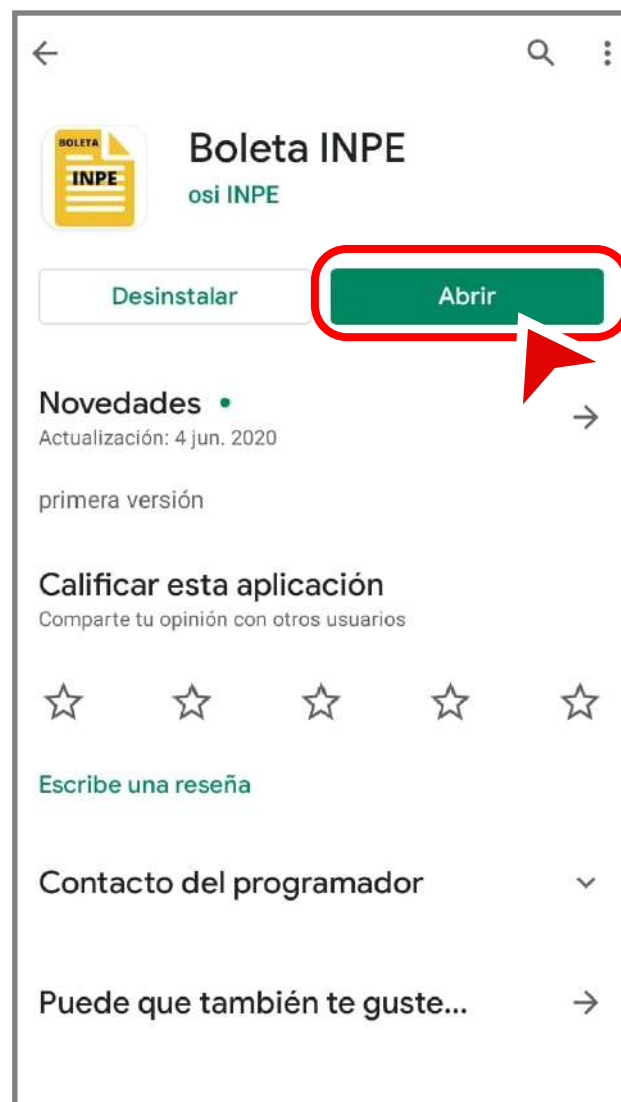 BOLETA
INPE
Boleta INPE
osi INPE
Desinstalar
Abrir
Novedades
Actualización: 4 jun. 2020
primera versión
Calificar esta aplicación
Comparte tu opinión con otros usuarios
Escribe una reseña
Contacto del programador
Puede que también te guste...